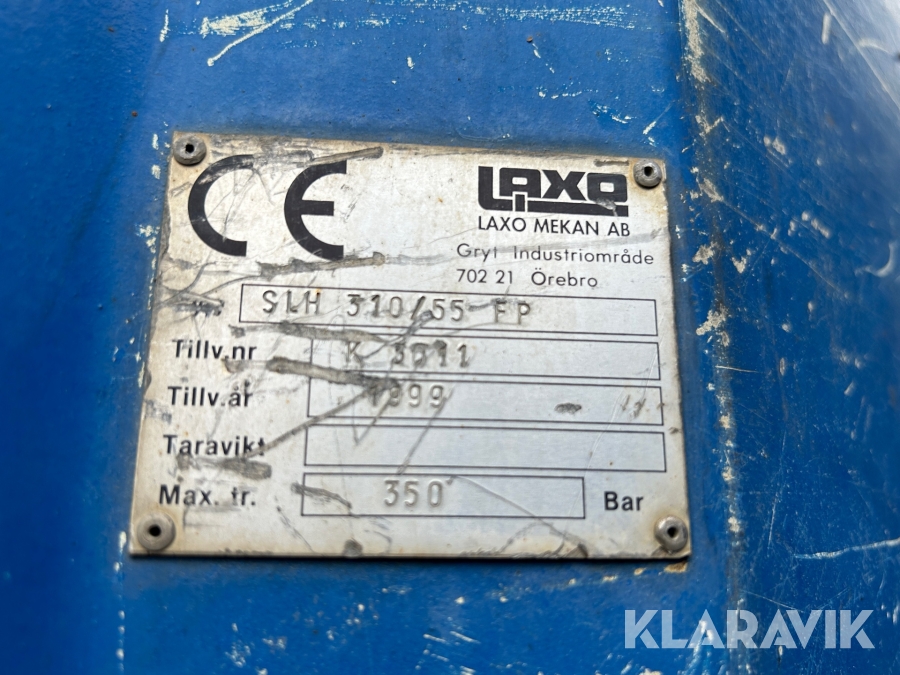 CE
LAXO
LAXO MEKAN AB
Gryt Industriområde
702 21 Örebro
SLH 310/55 FP
Tillv.nr K
Tillv.år 1999
Taravikt
Max. tr. 350 Bar
KLARAVIK